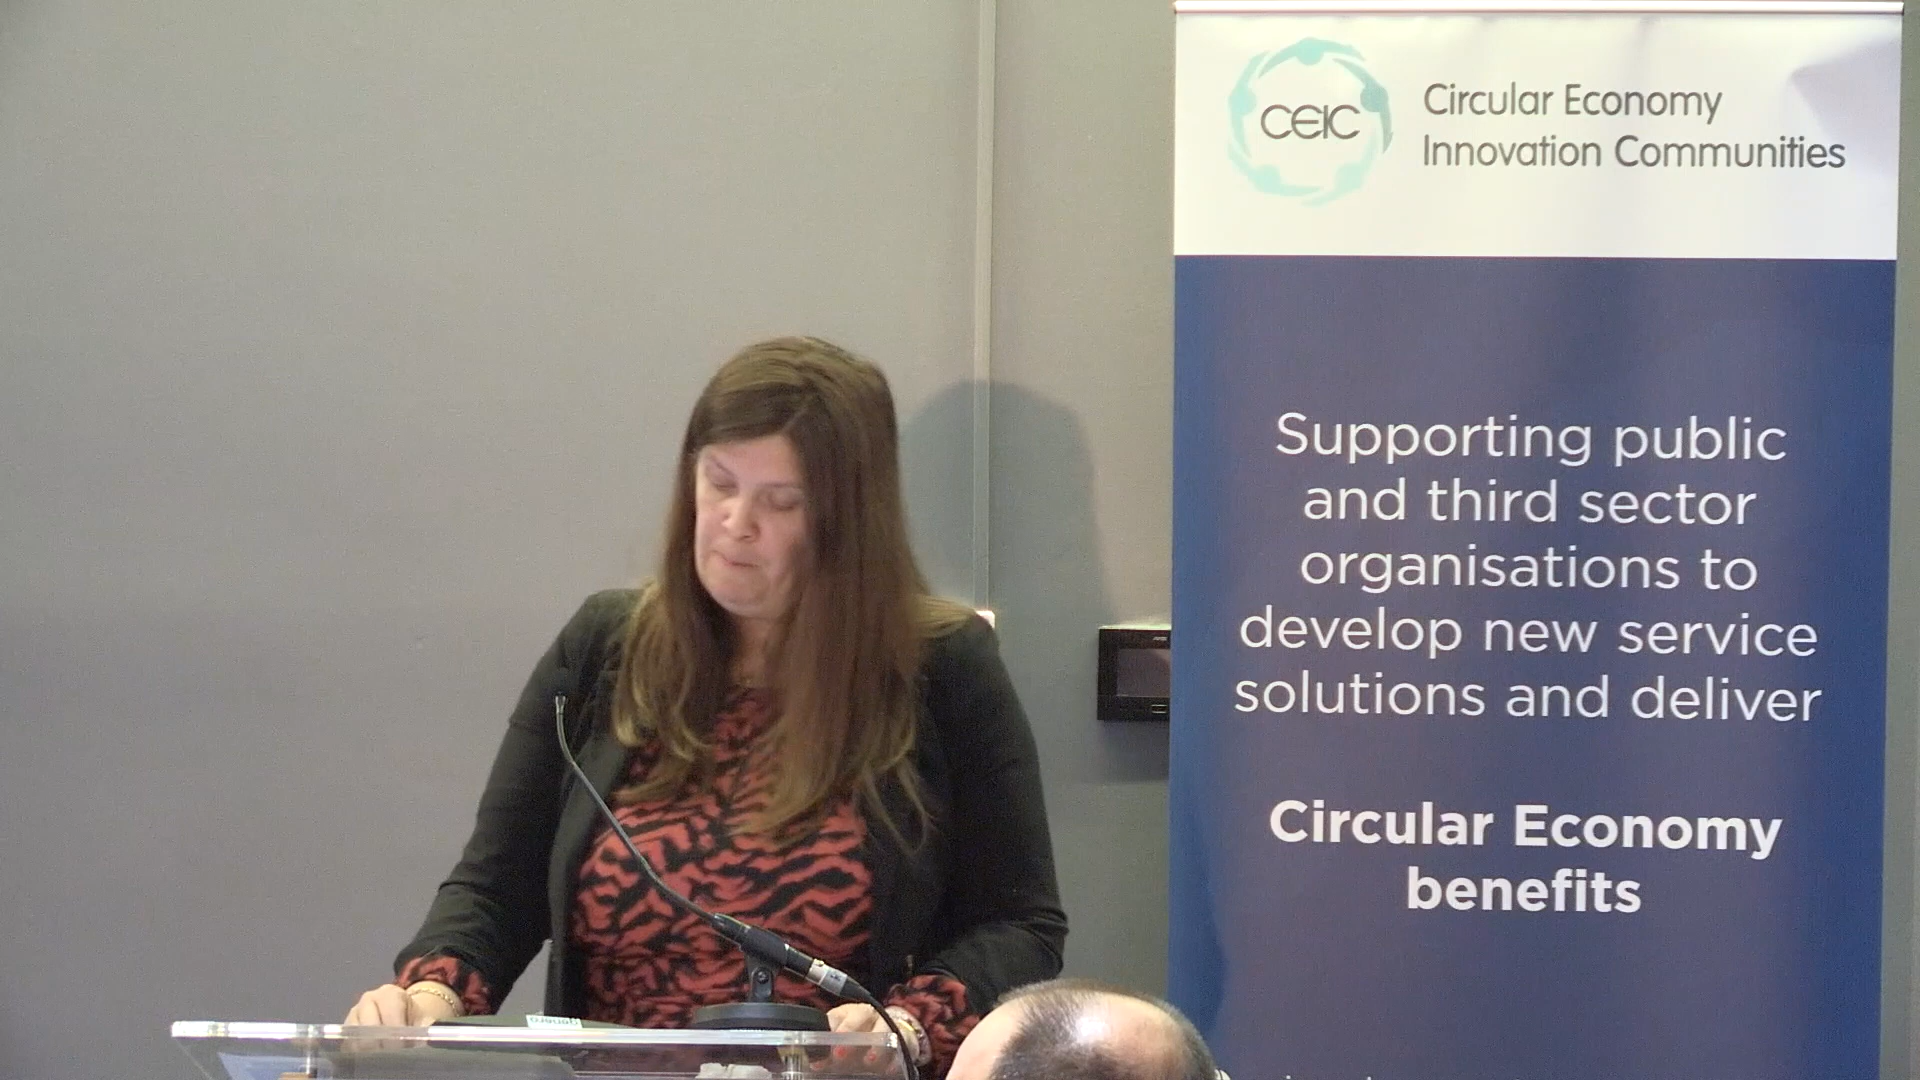 CEIC
Circular Economy
Innovation Communities
Supporting public
and third sector
organisations to
develop new service
solutions and deliver
Circular Economy
benefits